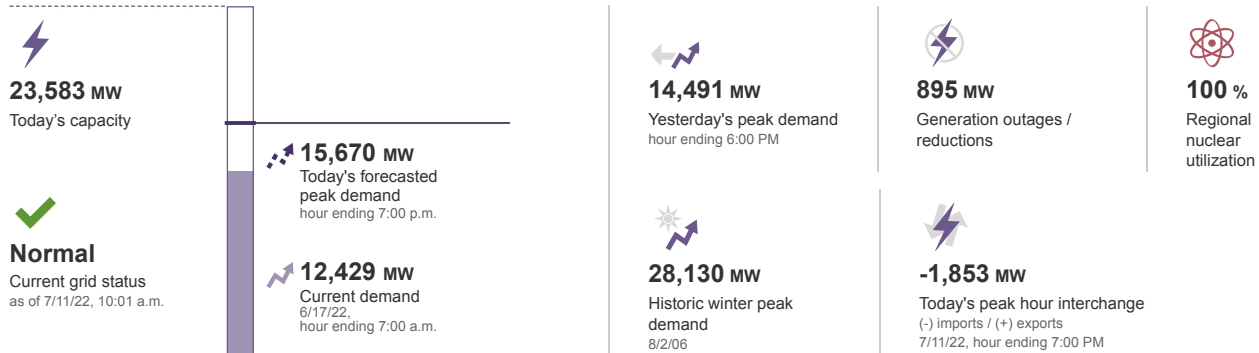 23,583 MW
Today's capacity
Normal
Current grid status
as of 7/11/22, 10:01 a.m.
15,670 MW
Today's forecasted
peak demand
hour ending 7:00 p.m.
12,429 MW
Current demand
6/17/22,
hour ending 7:00 a.m.
14,491 MW
Yesterday's peak demand
hour ending 6:00 PM
895 MW
Generation outages /
reductions
100 %
Regional
nuclear
utilization
28,130 MW
Historic winter peak
demand
8/2/06
-1,853 MW
Today's peak hour interchange
(-) imports / (+) exports
7/11/22, hour ending 7:00 PM